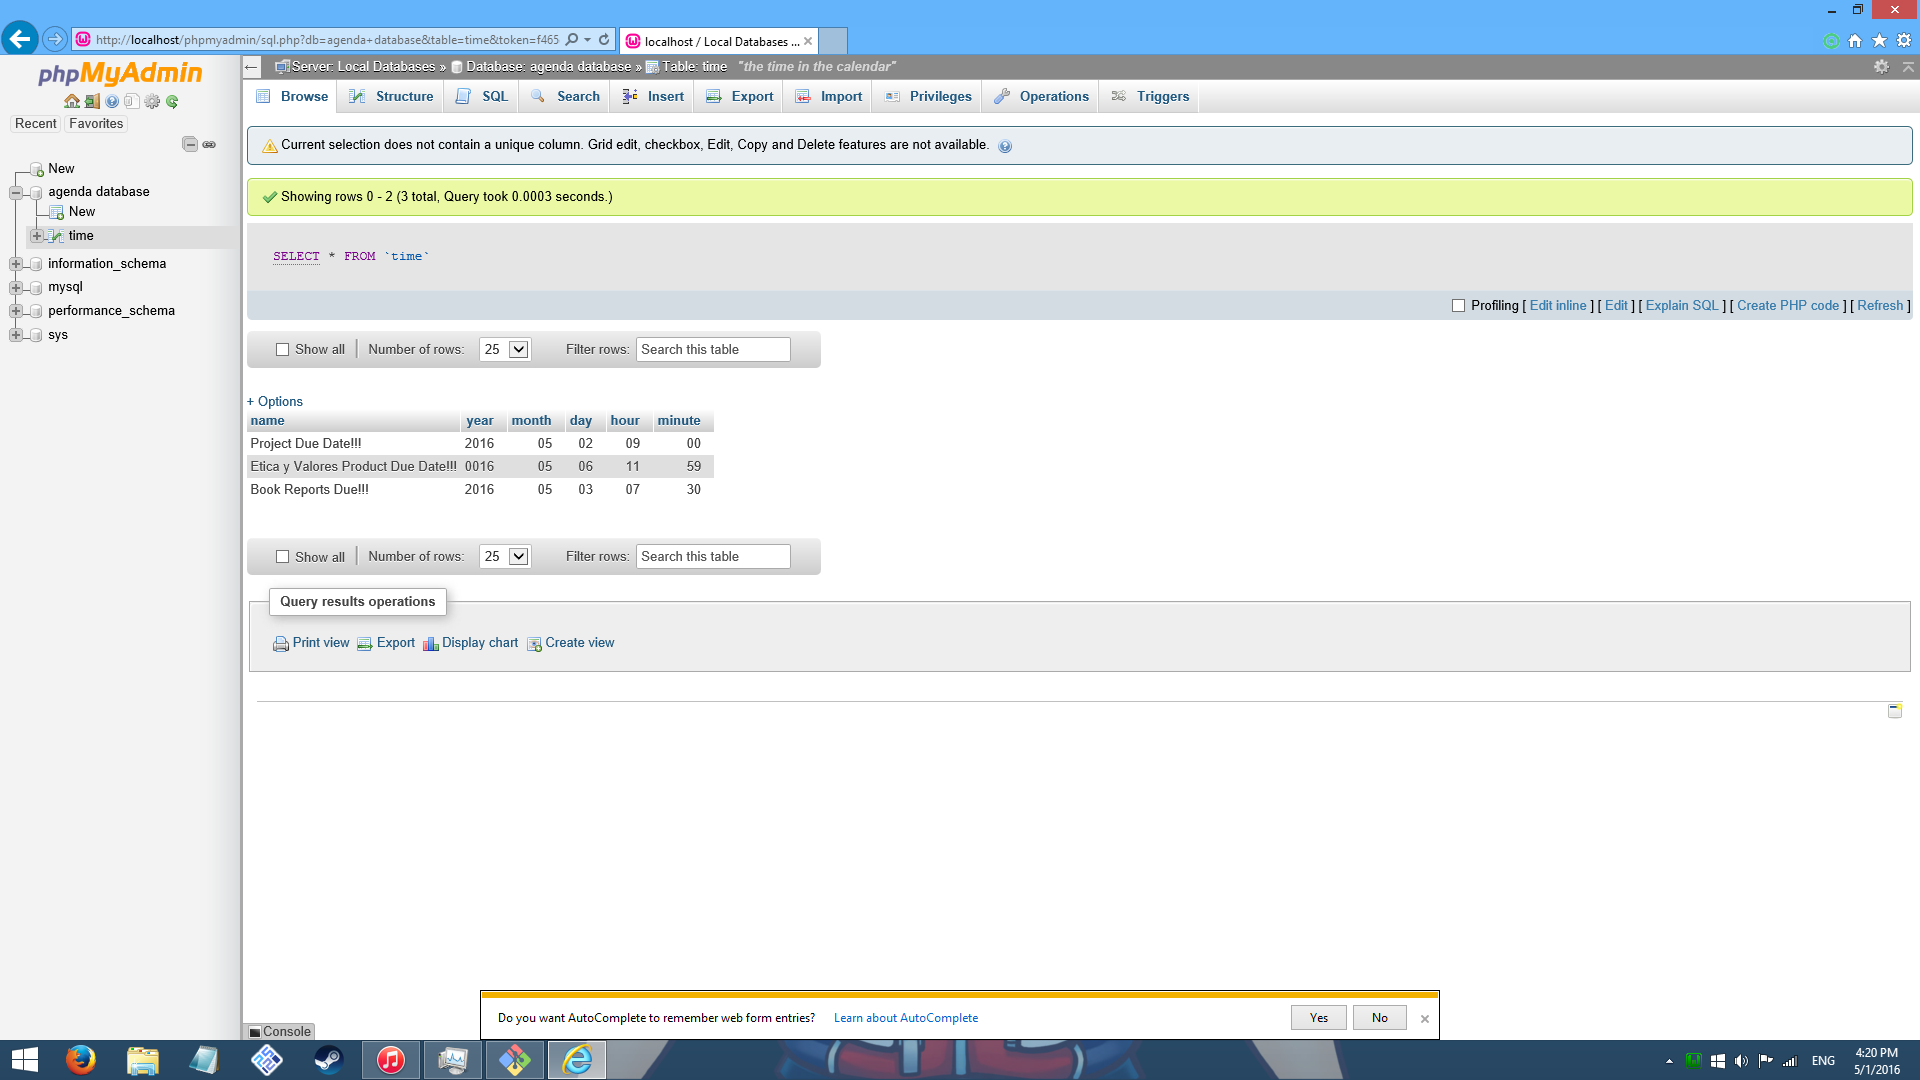 http://localhost/phpmyadmin/sql.php?db=agenda+database&table=time&token=f465
localhost / Local Databases ...
phpMyAdmin
Server: Local Databases » Database: agenda database » Table: time "the time in the calendar"
Recent Favorites
Browse Structure SQL Search Insert Export Import Privileges Operations Triggers
New
agenda database
New
time
information_schema
mysql
performance_schema
sys
Current selection does not contain a unique column. Grid edit, checkbox, Edit, Copy and Delete features are not available.
Showing rows 0 - 2 (3 total, Query took 0.0003 seconds.)
SELECT * FROM `time`
Profiling [ Edit inline ] [ Edit ] [ Explain SQL ] [ Create PHP code ] [ Refresh ]
Show all Number of rows: 25 Filter rows: Search this table
+ Options
name year month day hour minute
Project Due Date!!! 2016 05 02 09 00
Etica y Valores Product Due Date!!! 0016 05 06 11 59
Book Reports Due!!! 2016 05 03 07 30
Show all Number of rows: 25 Filter rows: Search this table
Query results operations
Print view Export Display chart Create view
Do you want AutoComplete to remember web form entries? Learn about AutoComplete Yes No
Console
ENG 4:20 PM
5/1/2016